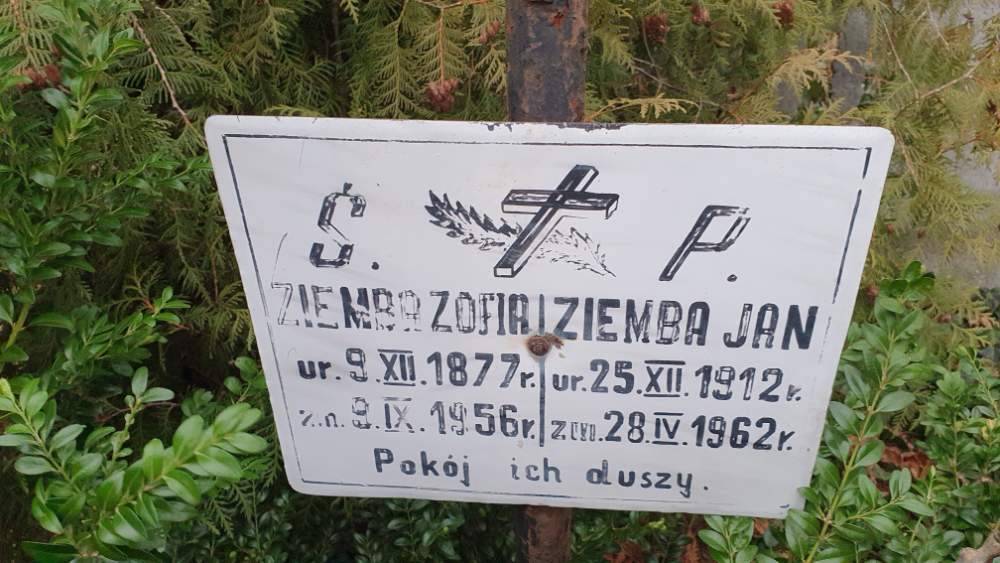 Ś. P.
ZIEMBA ZOFIA ZIEMBA JAN
ur. 9.XII.1877r. ur. 25.XII.1912r.
zm. 9.IX.1956r. zm. 28.IV.1962r.
Pokój ich duszy.